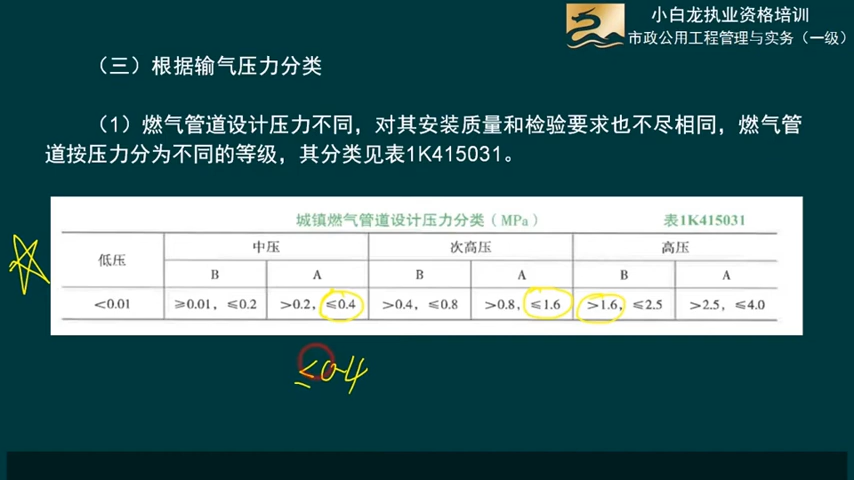 小白龙执业资格培训
市政公用工程管理与实务（一级）
（三）根据输气压力分类
（1）燃气管道设计压力不同，对其安装质量和检验要求也不尽相同，燃气管
道按压力分为不同的等级，其分类见表1K415031。
城镇燃气管道设计压力分类（MPa） 表1K415031
低压 中压 次高压 高压
B A B A B A
<0.01 ≥0.01，≤0.2 >0.2，≤0.4 >0.4，≤0.8 >0.8，≤1.6 >1.6，≤2.5 >2.5，≤4.0
≤0.4